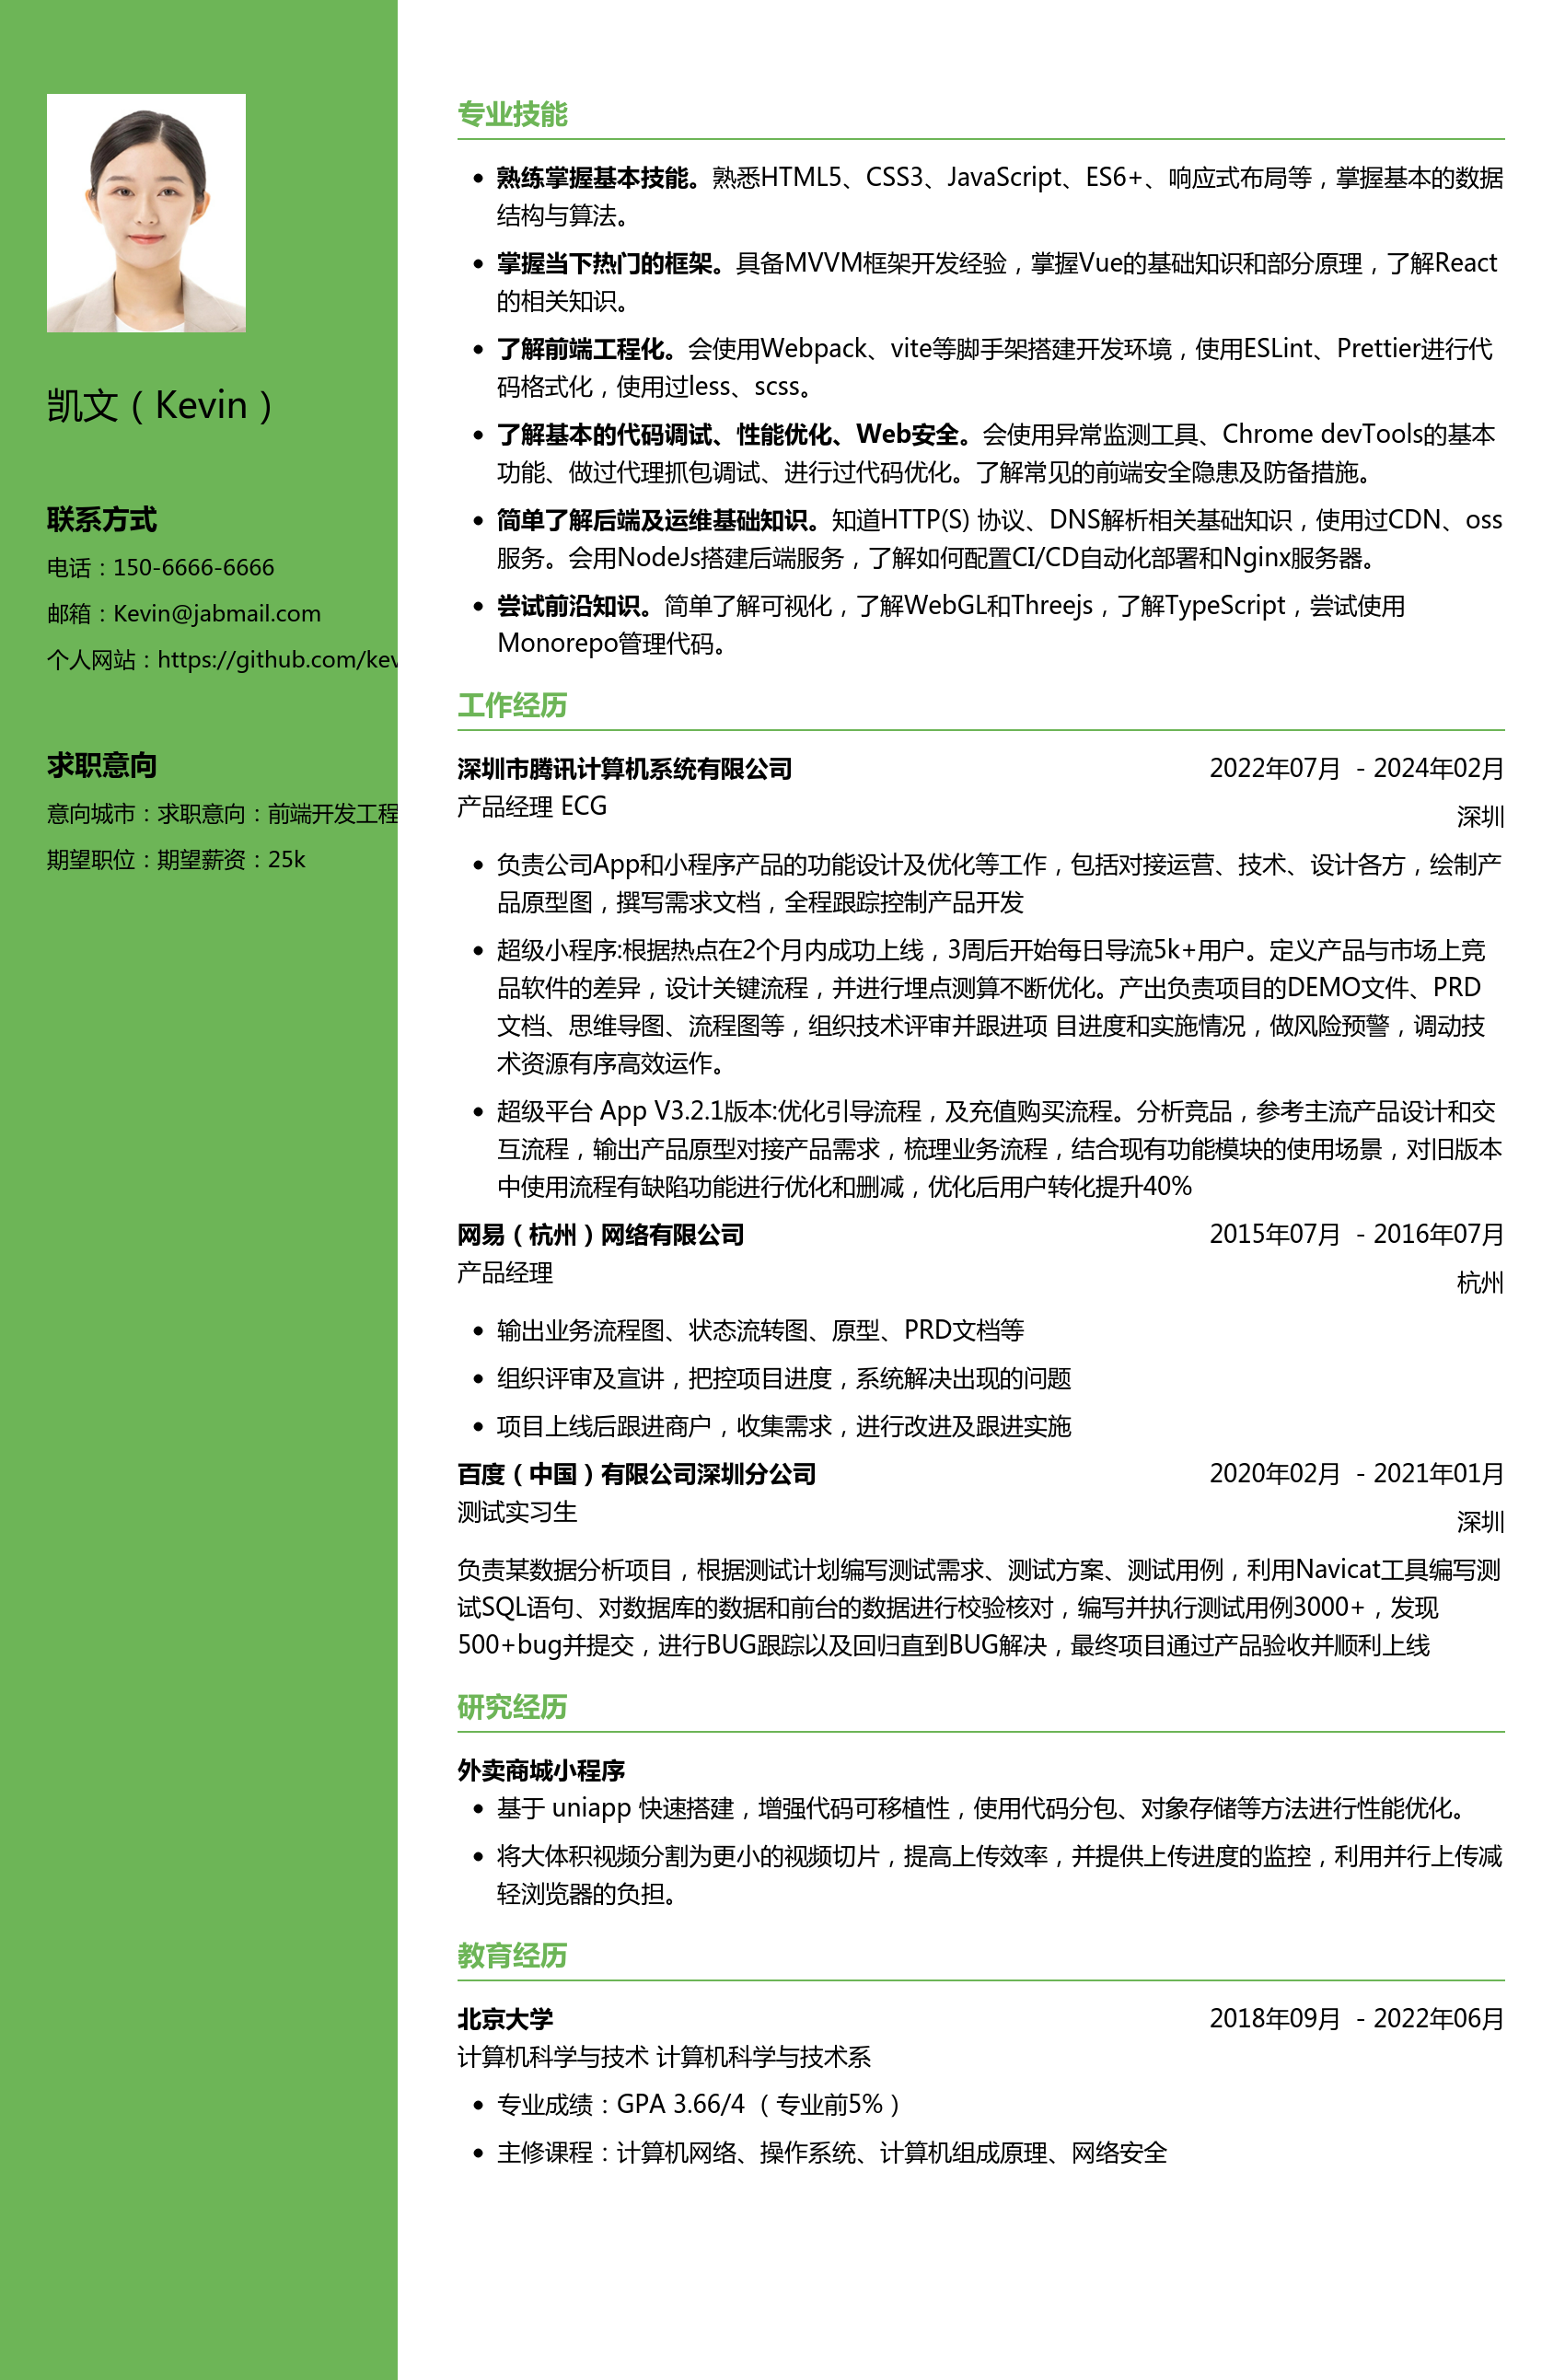 凯文（Kevin）
联系方式
电话：150-6666-6666
邮箱：Kevin@jabmail.com
个人网站：https://github.com/kev
求职意向
意向城市：求职意向：前端开发工程
期望职位：期望薪资：25k
专业技能
熟练掌握基本技能。熟悉HTML5、CSS3、JavaScript、ES6+、响应式布局等，掌握基本的数据
结构与算法。
掌握当下热门的框架。具备MVVM框架开发经验，掌握Vue的基础知识和部分原理，了解React
的相关知识。
了解前端工程化。会使用Webpack、vite等脚手架搭建开发环境，使用ESLint、Prettier进行代
码格式化，使用过less、scss。
了解基本的代码调试、性能优化、Web安全。会使用异常监测工具、Chrome devTools的基本
功能、做过代理抓包调试、进行过代码优化。了解常见的前端安全隐患及防备措施。
简单了解后端及运维基础知识。知道HTTP(S) 协议、DNS解析相关基础知识，使用过CDN、oss
服务。会用NodeJs搭建后端服务，了解如何配置CI/CD自动化部署和Nginx服务器。
尝试前沿知识。简单了解可视化，了解WebGL和Threejs，了解TypeScript，尝试使用
Monorepo管理代码。
工作经历
深圳市腾讯计算机系统有限公司 2022年07月 - 2024年02月
产品经理 ECG 深圳
负责公司App和小程序产品的功能设计及优化等工作，包括对接运营、技术、设计各方，绘制产
品原型图，撰写需求文档，全程跟踪控制产品开发
超级小程序:根据热点在2个月内成功上线，3周后开始每日导流5k+用户。定义产品与市场上竞
品软件的差异，设计关键流程，并进行埋点测算不断优化。产出负责项目的DEMO文件、PRD
文档、思维导图、流程图等，组织技术评审并跟进项 目进度和实施情况，做风险预警，调动技
术资源有序高效运作。
超级平台 App V3.2.1版本:优化引导流程，及充值购买流程。分析竞品，参考主流产品设计和交
互流程，输出产品原型对接产品需求，梳理业务流程，结合现有功能模块的使用场景，对旧版本
中使用流程有缺陷功能进行优化和删减，优化后用户转化提升40%
网易（杭州）网络有限公司 2015年07月 - 2016年07月
产品经理 杭州
输出业务流程图、状态流转图、原型、PRD文档等
组织评审及宣讲，把控项目进度，系统解决出现的问题
项目上线后跟进商户，收集需求，进行改进及跟进实施
百度（中国）有限公司深圳分公司 2020年02月 - 2021年01月
测试实习生 深圳
负责某数据分析项目，根据测试计划编写测试需求、测试方案、测试用例，利用Navicat工具编写测
试SQL语句、对数据库的数据和前台的数据进行校验核对，编写并执行测试用例3000+，发现
500+bug并提交，进行BUG跟踪以及回归直到BUG解决，最终项目通过产品验收并顺利上线
研究经历
外卖商城小程序
基于 uniapp 快速搭建，增强代码可移植性，使用代码分包、对象存储等方法进行性能优化。
将大体积视频分割为更小的视频切片，提高上传效率，并提供上传进度的监控，利用并行上传减
轻浏览器的负担。
教育经历
北京大学 2018年09月 - 2022年06月
计算机科学与技术 计算机科学与技术系
专业成绩：GPA 3.66/4 （专业前5%）
主修课程：计算机网络、操作系统、计算机组成原理、网络安全